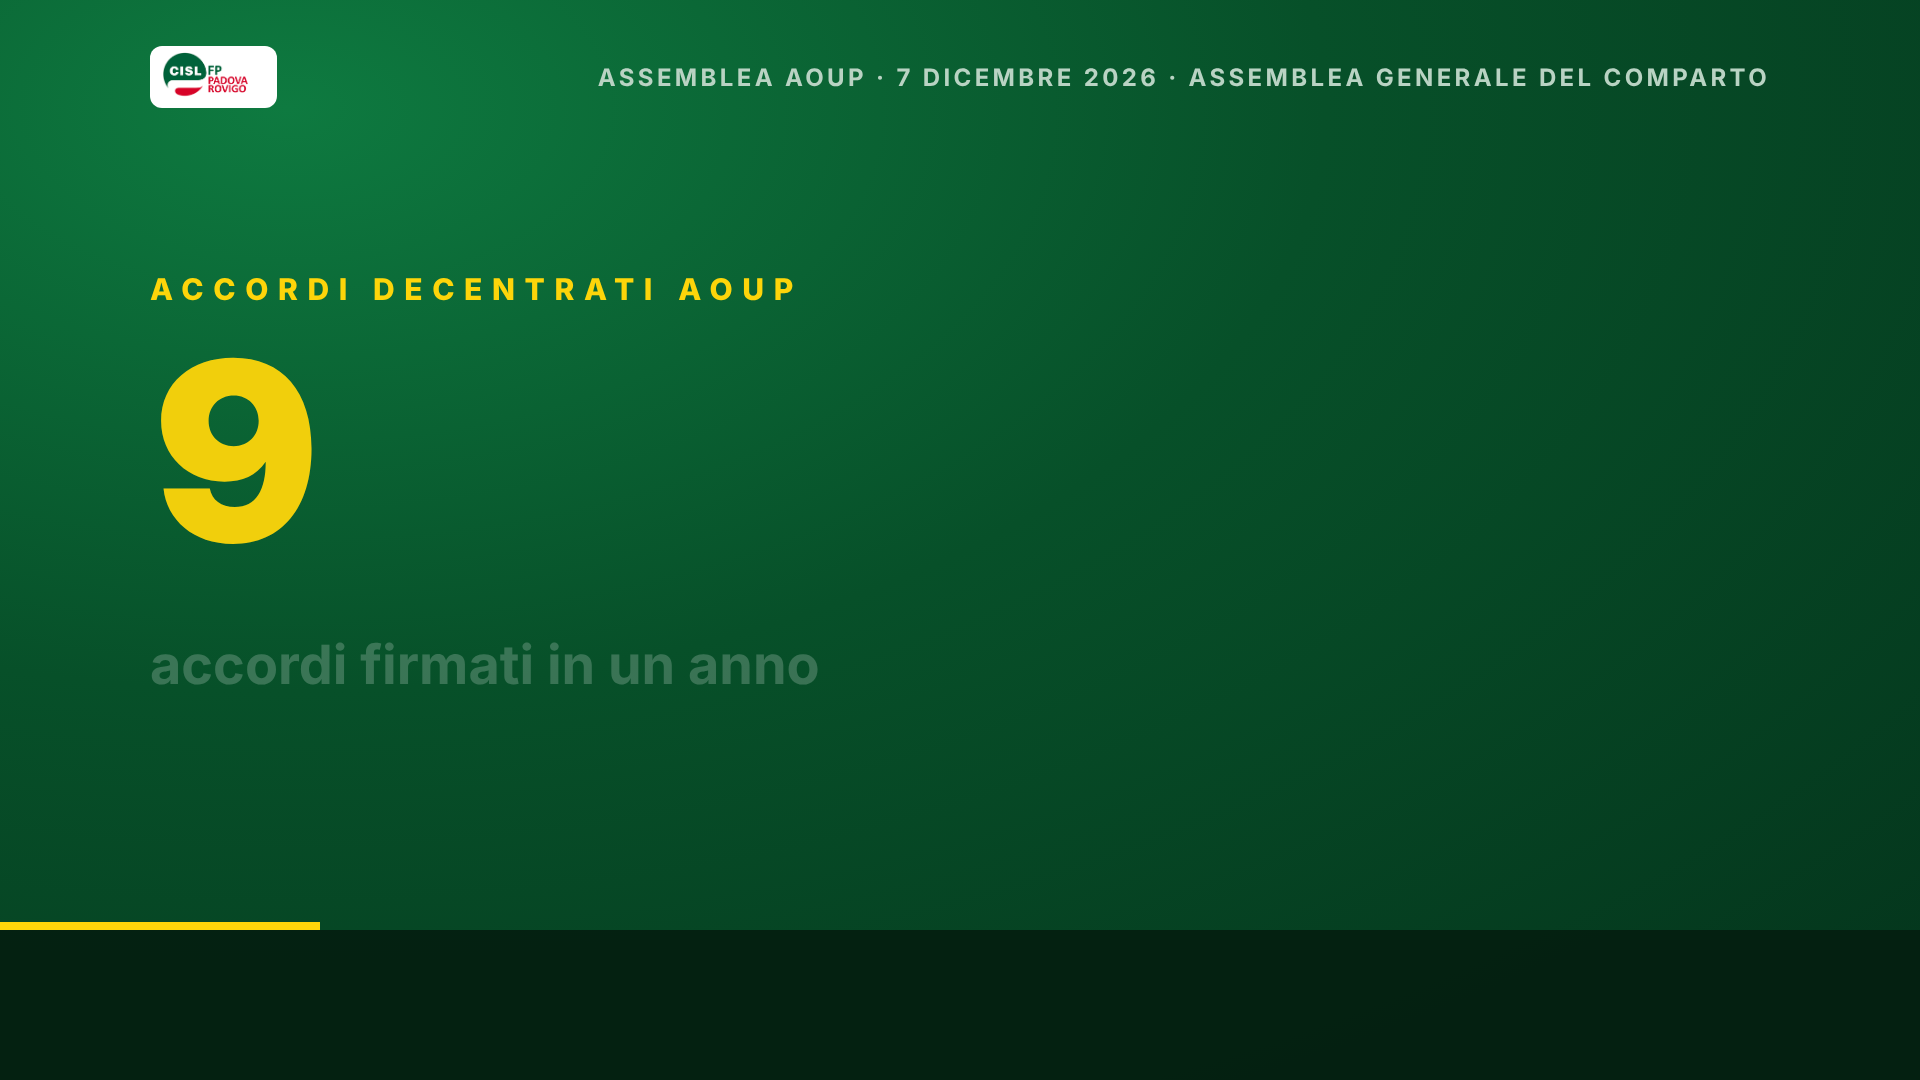 CISL FP
PADOVA
ROVIGO
ASSEMBLEA AOUP · 7 DICEMBRE 2026 · ASSEMBLEA GENERALE DEL COMPARTO
ACCORDI DECENTRATI AOUP
9
accordi firmati in un anno